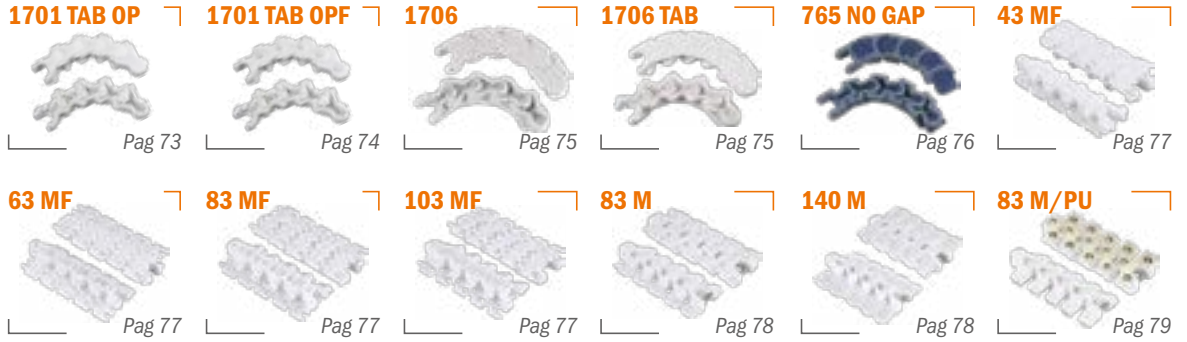 1701 TAB OP
1701 TAB OPF
1706
1706 TAB
765 NO GAP
43 MF
Pag 73
Pag 74
Pag 75
Pag 75
Pag 76
Pag 77
63 MF
83 MF
103 MF
83 M
140 M
83 M/PU
Pag 77
Pag 77
Pag 77
Pag 78
Pag 78
Pag 79